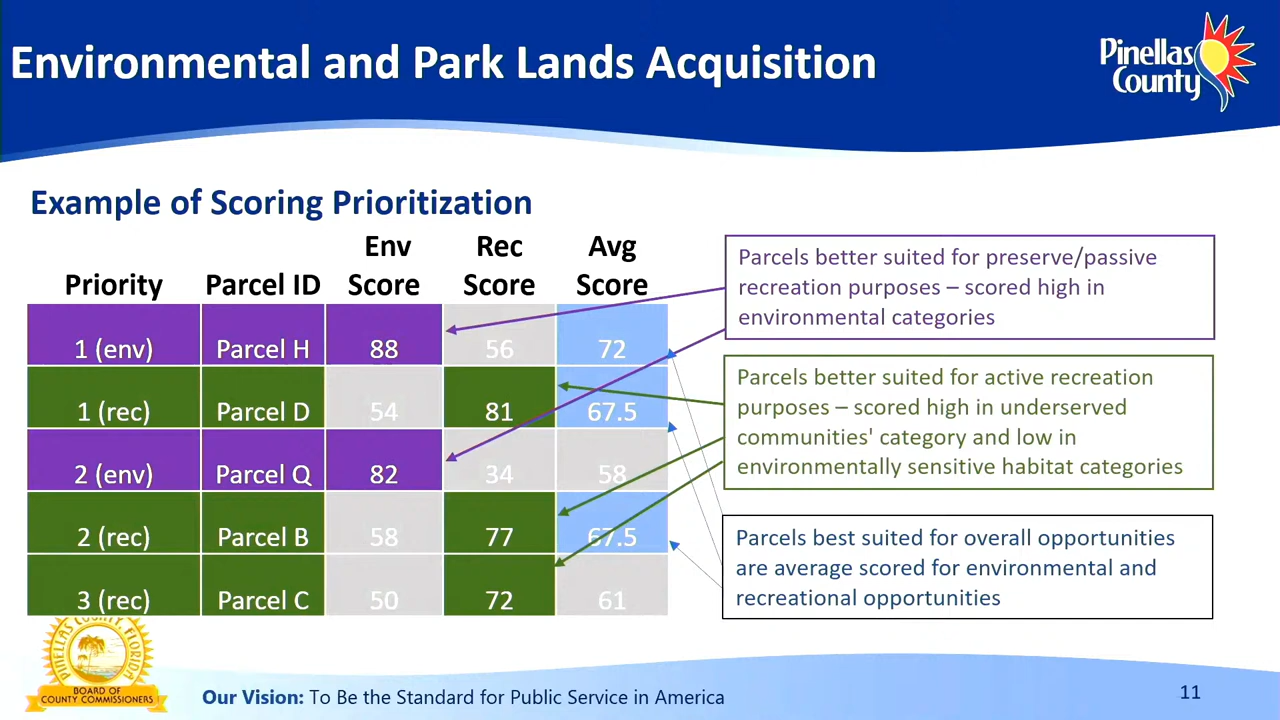 Environmental and Park Lands Acquisition
Pinellas
County
Example of Scoring Prioritization
Priority Parcel ID Env Score Rec Score Avg Score
1 (env) Parcel H 88 56 72
1 (rec) Parcel D 54 81 67.5
2 (env) Parcel Q 82 34 58
2 (rec) Parcel B 58 77 67.5
3 (rec) Parcel C 50 72 61
Parcels better suited for preserve/passive
recreation purposes – scored high in
environmental categories
Parcels better suited for active recreation
purposes – scored high in underserved
communities' category and low in
environmentally sensitive habitat categories
Parcels best suited for overall opportunities
are average scored for environmental and
recreational opportunities
PINELLAS COUNTY, FLORIDA
BOARD OF
COUNTY COMMISSIONERS
Our Vision: To Be the Standard for Public Service in America
11